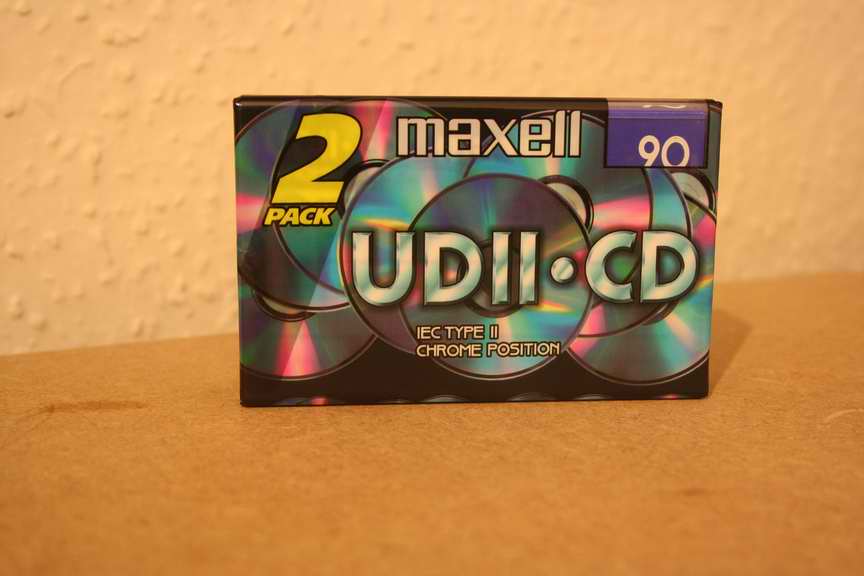 2
PACK
maxell
90
UDII•CD
IEC TYPE II
CHROME POSITION